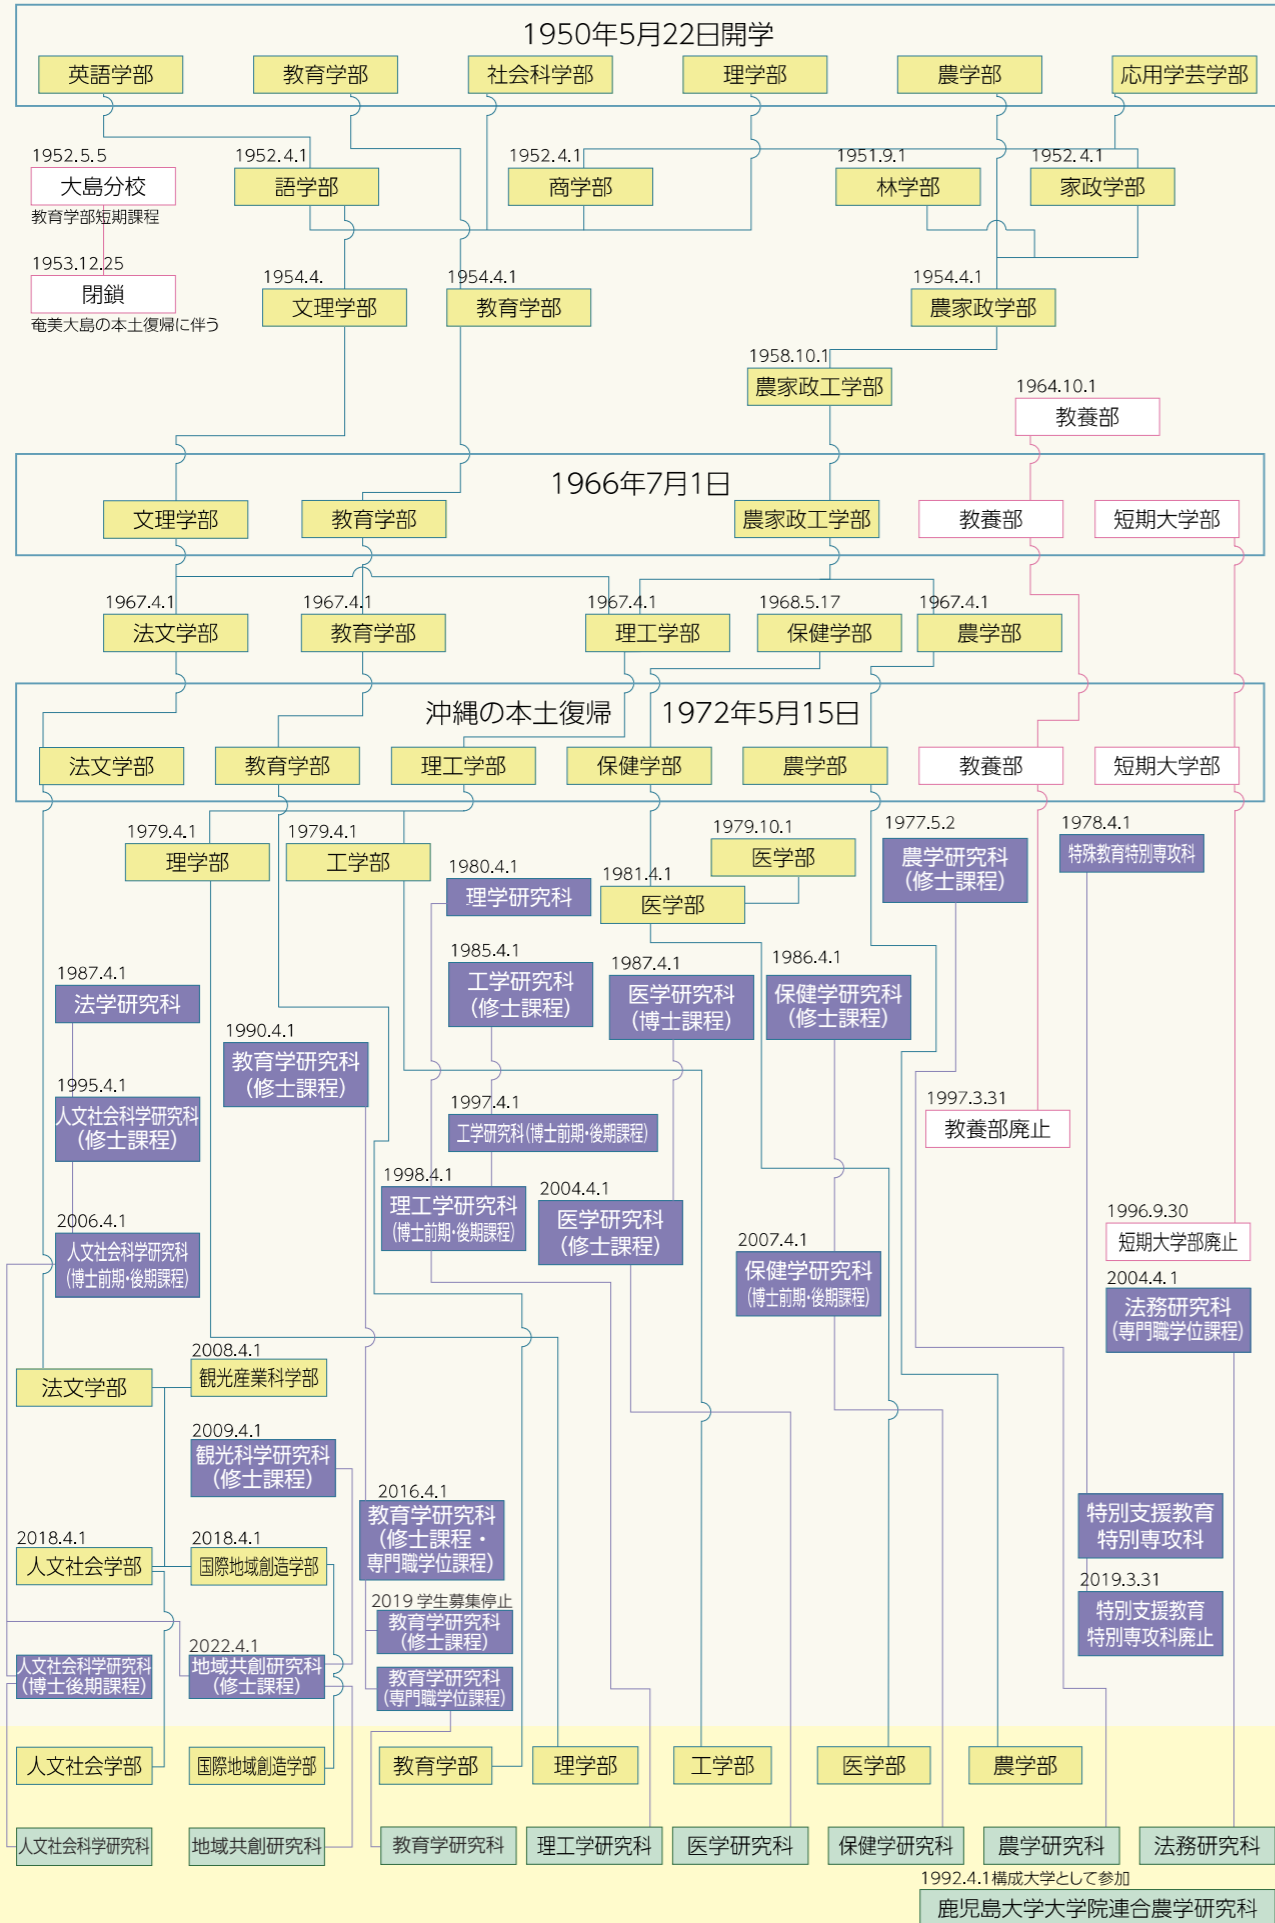 1950年5月22日開学
英語学部
教育学部
社会科学部
理学部
農学部
応用学芸学部
1952.5.5
大島分校
教育学部短期課程
1952.4.1
語学部
1952.4.1
商学部
1951.9.1
林学部
1952.4.1
家政学部
1953.12.25
閉鎖
奄美大島の本土復帰に伴う
1954.4.
文理学部
1954.4.1
教育学部
1954.4.1
農家政学部
1958.10.1
農家政工学部
1964.10.1
教養部
1966年7月1日
文理学部
教育学部
農家政工学部
教養部
短期大学部
1967.4.1
法文学部
1967.4.1
教育学部
1967.4.1
理工学部
1968.5.17
保健学部
1967.4.1
農学部
沖縄の本土復帰 1972年5月15日
法文学部
教育学部
理工学部
保健学部
農学部
教養部
短期大学部
1979.4.1
理学部
1979.4.1
工学部
1980.4.1
理学研究科
1979.10.1
医学部
1981.4.1
医学部
1977.5.2
農学研究科
(修士課程)
1978.4.1
特殊教育特別専攻科
1987.4.1
法学研究科
1985.4.1
工学研究科
(修士課程)
1987.4.1
医学研究科
(博士課程)
1986.4.1
保健学研究科
(修士課程)
1990.4.1
教育学研究科
(修士課程)
1995.4.1
人文社会科学研究科
(修士課程)
1997.4.1
工学研究科(博士前期・後期課程)
1997.3.31
教養部廃止
1998.4.1
理工学研究科
(博士前期・後期課程)
2004.4.1
医学研究科
(修士課程)
2006.4.1
人文社会科学研究科
(博士前期・後期課程)
2007.4.1
保健学研究科
(博士前期・後期課程)
1996.9.30
短期大学部廃止
2004.4.1
法務研究科
(専門職学位課程)
法文学部
2008.4.1
観光産業科学部
2009.4.1
観光科学研究科
(修士課程)
2016.4.1
教育学研究科
(修士課程・
専門職学位課程)
特別支援教育
特別専攻科
2018.4.1
人文社会学部
2018.4.1
国際地域創造学部
2019 学生募集停止
教育学研究科
(修士課程)
2019.3.31
特別支援教育
特別専攻科廃止
人文社会科学研究科
(博士後期課程)
2022.4.1
地域共創研究科
(修士課程)
教育学研究科
(専門職学位課程)
人文社会学部
国際地域創造学部
教育学部
理学部
工学部
医学部
農学部
人文社会科学研究科
地域共創研究科
教育学研究科
理工学研究科
医学研究科
保健学研究科
農学研究科
法務研究科
1992.4.1構成大学として参加
鹿児島大学大学院連合農学研究科